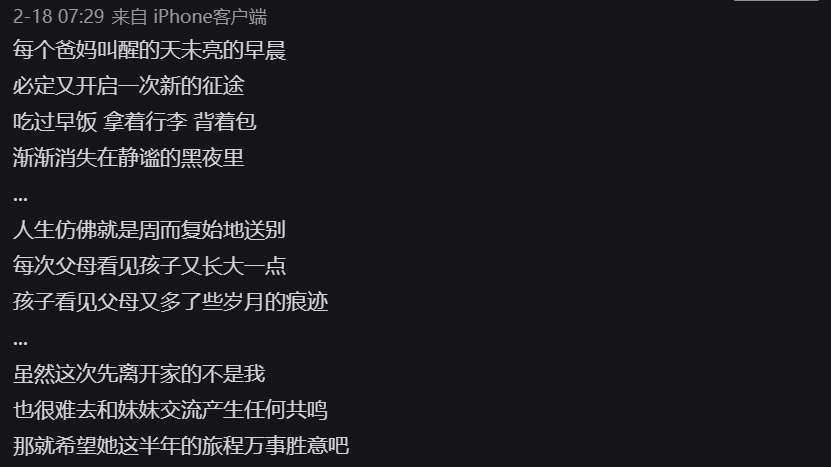 2-18 07:29 来自 iPhone客户端
每个爸妈叫醒的天未亮的早晨
必定又开启一次新的征途
吃过早饭 拿着行李 背着包
渐渐消失在静谧的黑夜里
...
人生仿佛就是周而复始地送别
每次父母看见孩子又长大一点
孩子看见父母又多了些岁月的痕迹
...
虽然这次先离开家的不是我
也很难去和妹妹交流产生任何共鸣
那就希望她这半年的旅程万事胜意吧